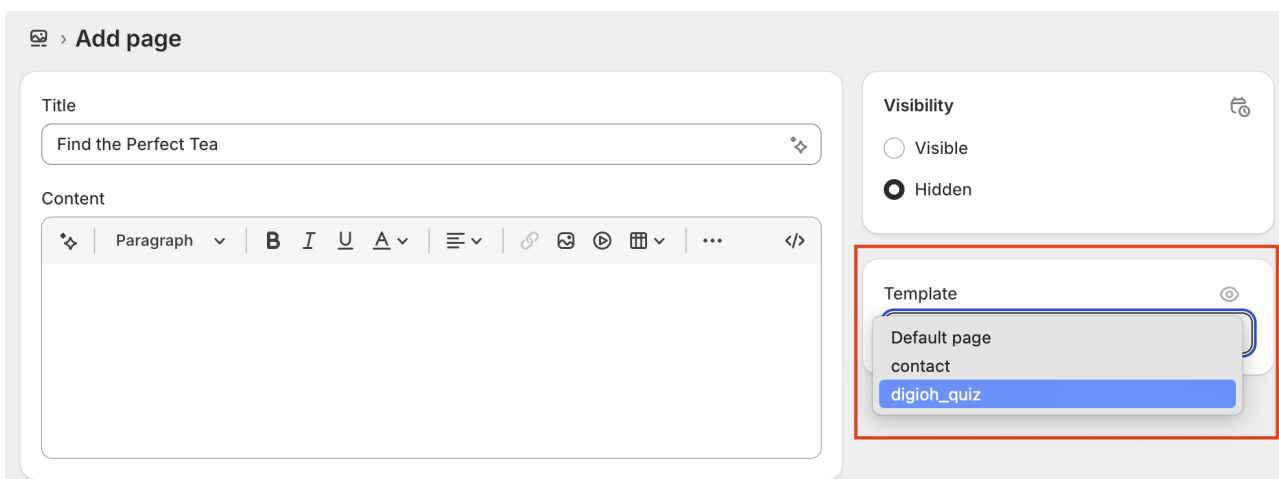 Add page
Title
Find the Perfect Tea
Content
Paragraph
B I U A
Visibility
Visible
Hidden
Template
Default page
contact
digioh_quiz